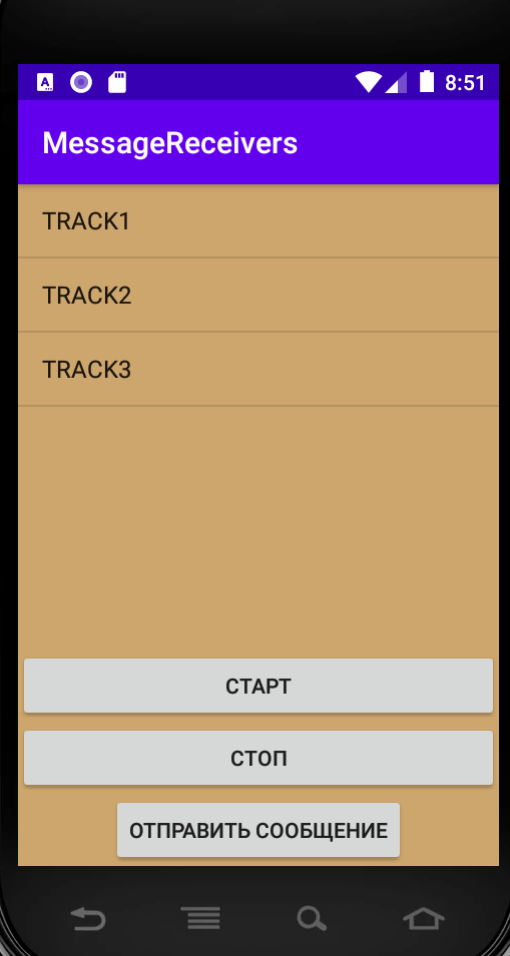 8:51
MessageReceivers
TRACK1
TRACK2
TRACK3
СТАРТ
СТОП
ОТПРАВИТЬ СООБЩЕНИЕ